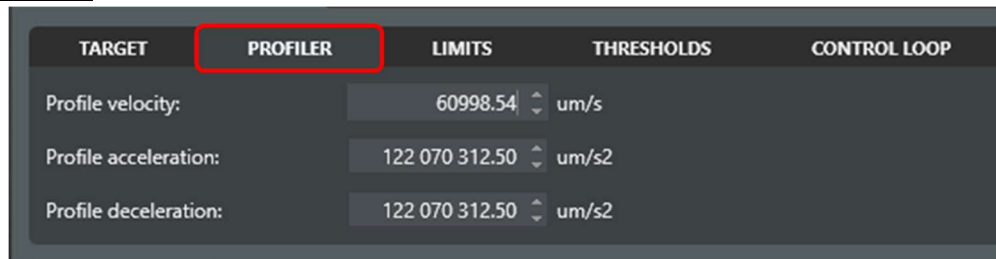 TARGET PROFILER LIMITS THRESHOLDS CONTROL LOOP
Profile velocity: 60998.54 um/s
Profile acceleration: 122 070 312.50 um/s2
Profile deceleration: 122 070 312.50 um/s2